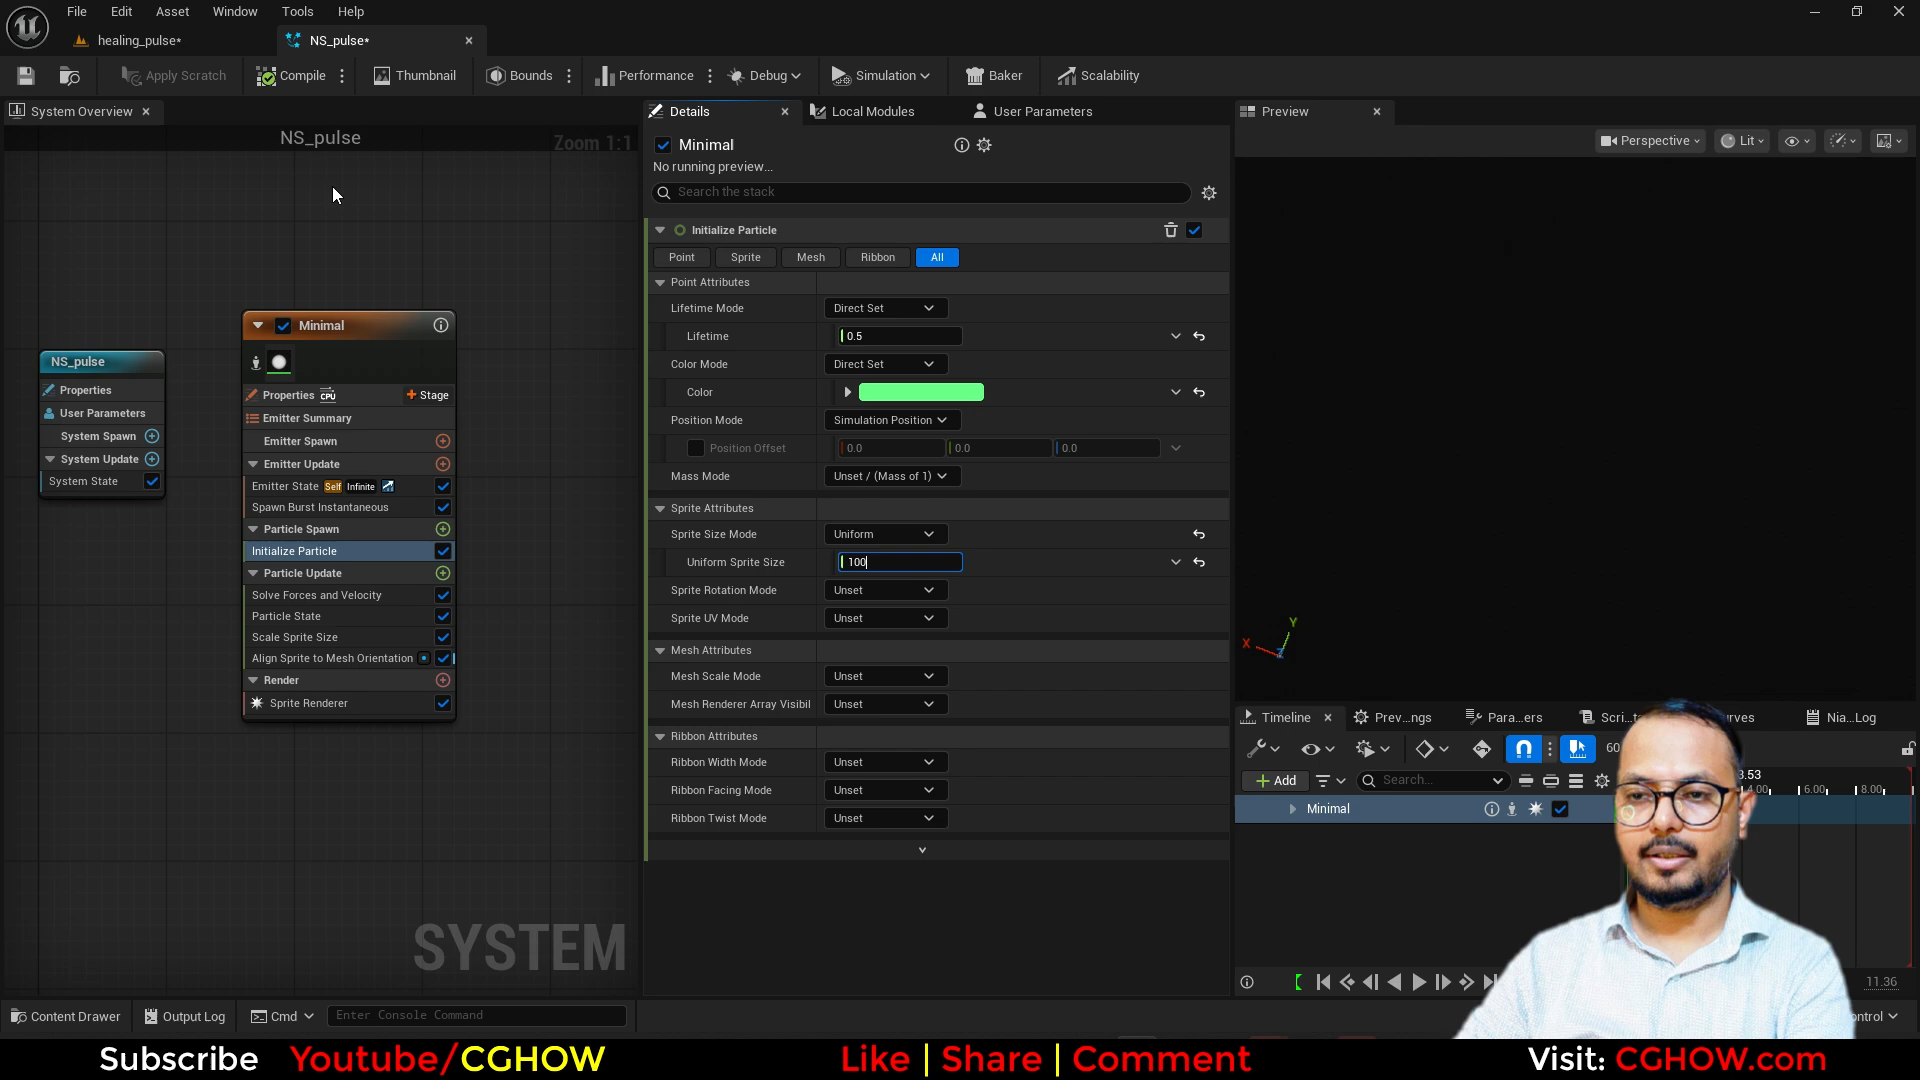 File Edit Asset Window Tools Help
healing_pulse*
NS_pulse*
Apply Scratch
Compile
Thumbnail
Bounds
Performance
Debug
Simulation
Baker
Scalability
System Overview
Details
Local Modules
User Parameters
Preview
NS_pulse
Zoom 1:1
Minimal
No running preview...
Search the stack
Perspective
Lit
Initialize Particle
Point
Sprite
Mesh
Ribbon
All
Point Attributes
Lifetime Mode
Direct Set
Lifetime
0.5
Color Mode
Direct Set
Color
Position Mode
Simulation Position
Position Offset
0.0
0.0
0.0
Mass Mode
Unset / (Mass of 1)
Sprite Attributes
Sprite Size Mode
Uniform
Uniform Sprite Size
100
Sprite Rotation Mode
Unset
Sprite UV Mode
Unset
Mesh Attributes
Mesh Scale Mode
Unset
Mesh Renderer Array Visibil
Unset
Ribbon Attributes
Ribbon Width Mode
Unset
Ribbon Facing Mode
Unset
Ribbon Twist Mode
Unset
NS_pulse
Properties
User Parameters
System Spawn
System Update
System State
Minimal
Properties
CPU
Stage
Emitter Summary
Emitter Spawn
Emitter Update
Emitter State Self Infinite
Spawn Burst Instantaneous
Particle Spawn
Initialize Particle
Particle Update
Solve Forces and Velocity
Particle State
Scale Sprite Size
Align Sprite to Mesh Orientation
Render
Sprite Renderer
SYSTEM
X
Y
Z
Timeline
Prev...ngs
Para...ers
Nia...Log
60
Add
Search...
6.00
8.00
Minimal
11.36
Content Drawer
Output Log
Cmd
Enter Console Command
Subscribe Youtube/CGHOW
Like | Share | Comment
Visit: CGHOW.com